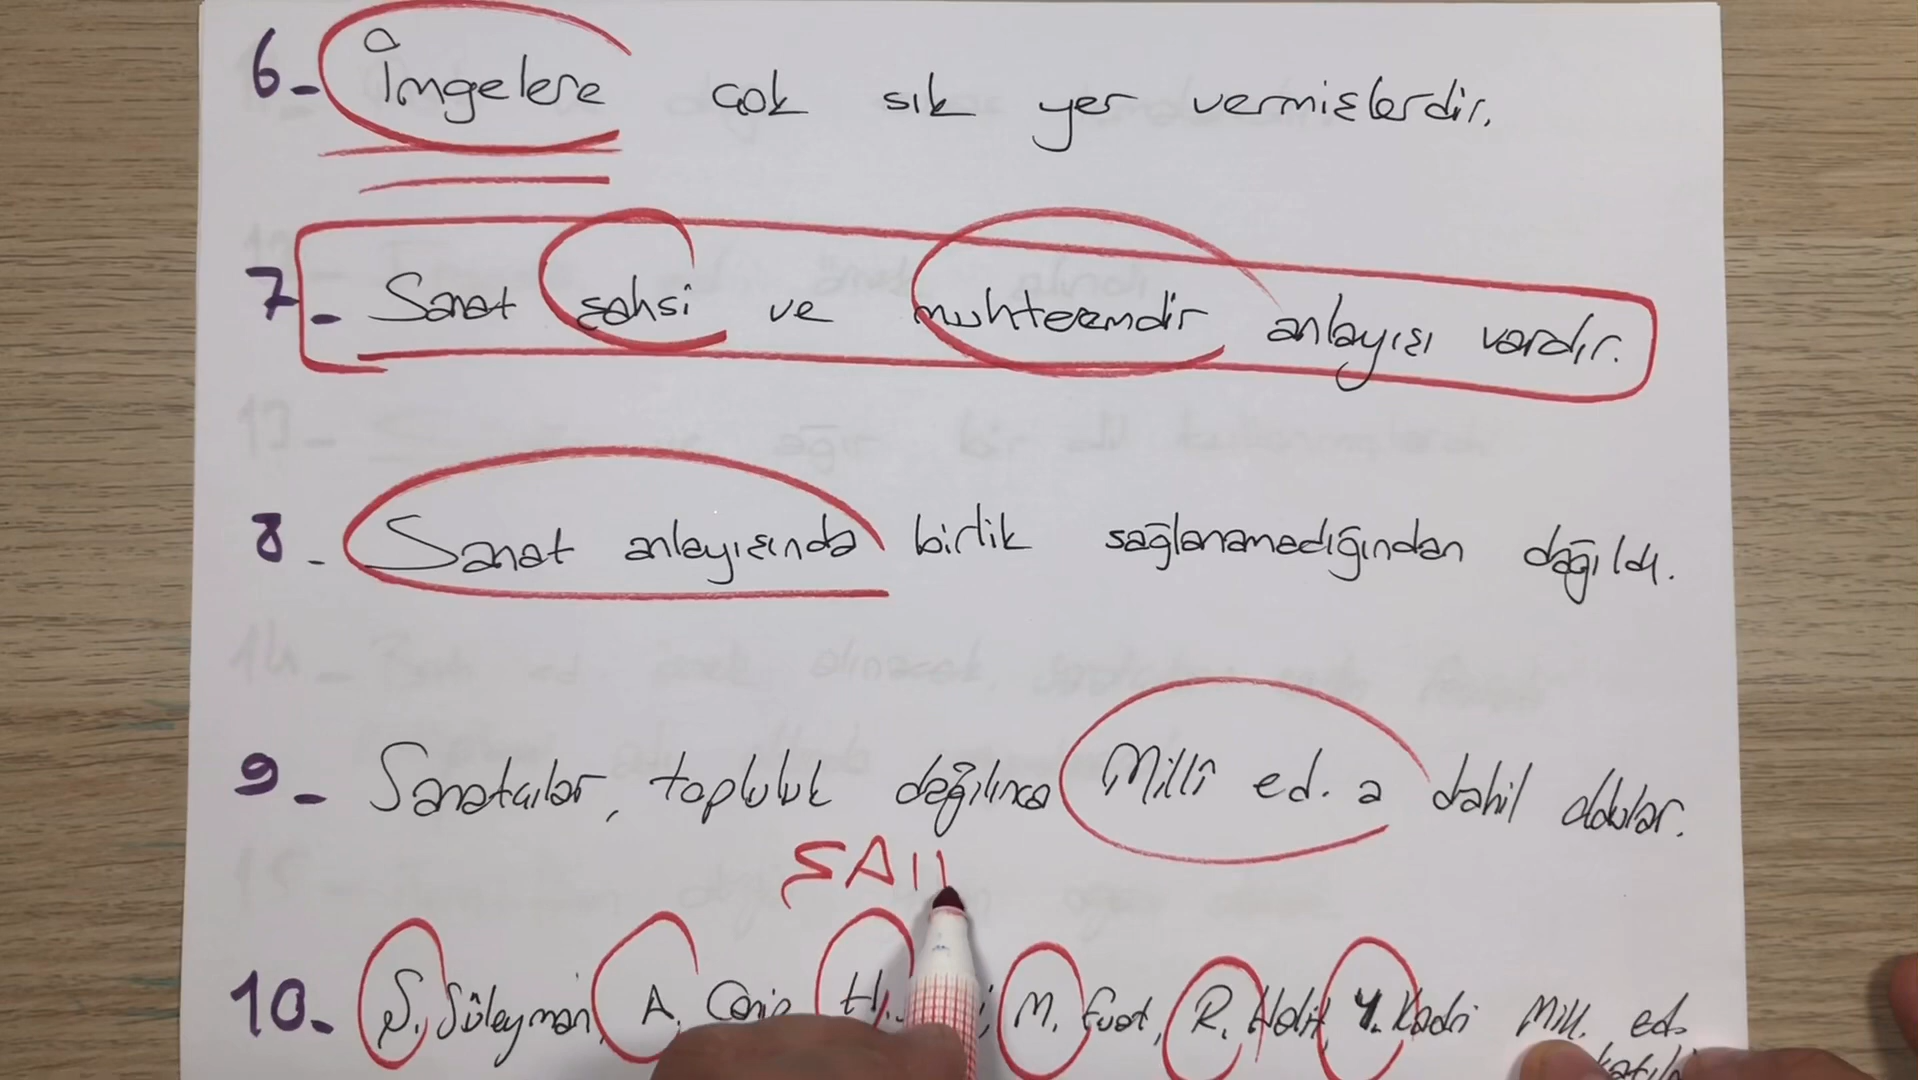 6- İmgelere çok sık yer vermişlerdir.
7- Sanat şahsi ve muhteremdir anlayışı vardır.
8- Sanat anlayışında birlik sağlanamadığından dağıldı.
9- Sanatçılar, topluluk dağılınca Millî ed. a dahil oldular.
ŞAH
10- Ş. Süleyman, A. Canip, H. M. Fuat, R. Halit, Y. Kadri Mill. ed.